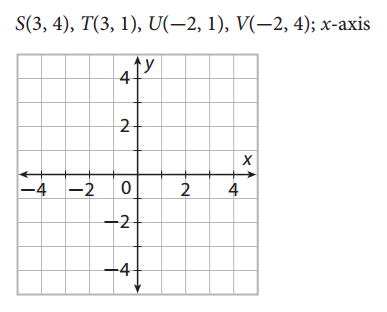 S(3, 4), T(3, 1), U(−2, 1), V(−2, 4); x-axis
y
4
2
x
−4 −2 0 2 4
−2
−4